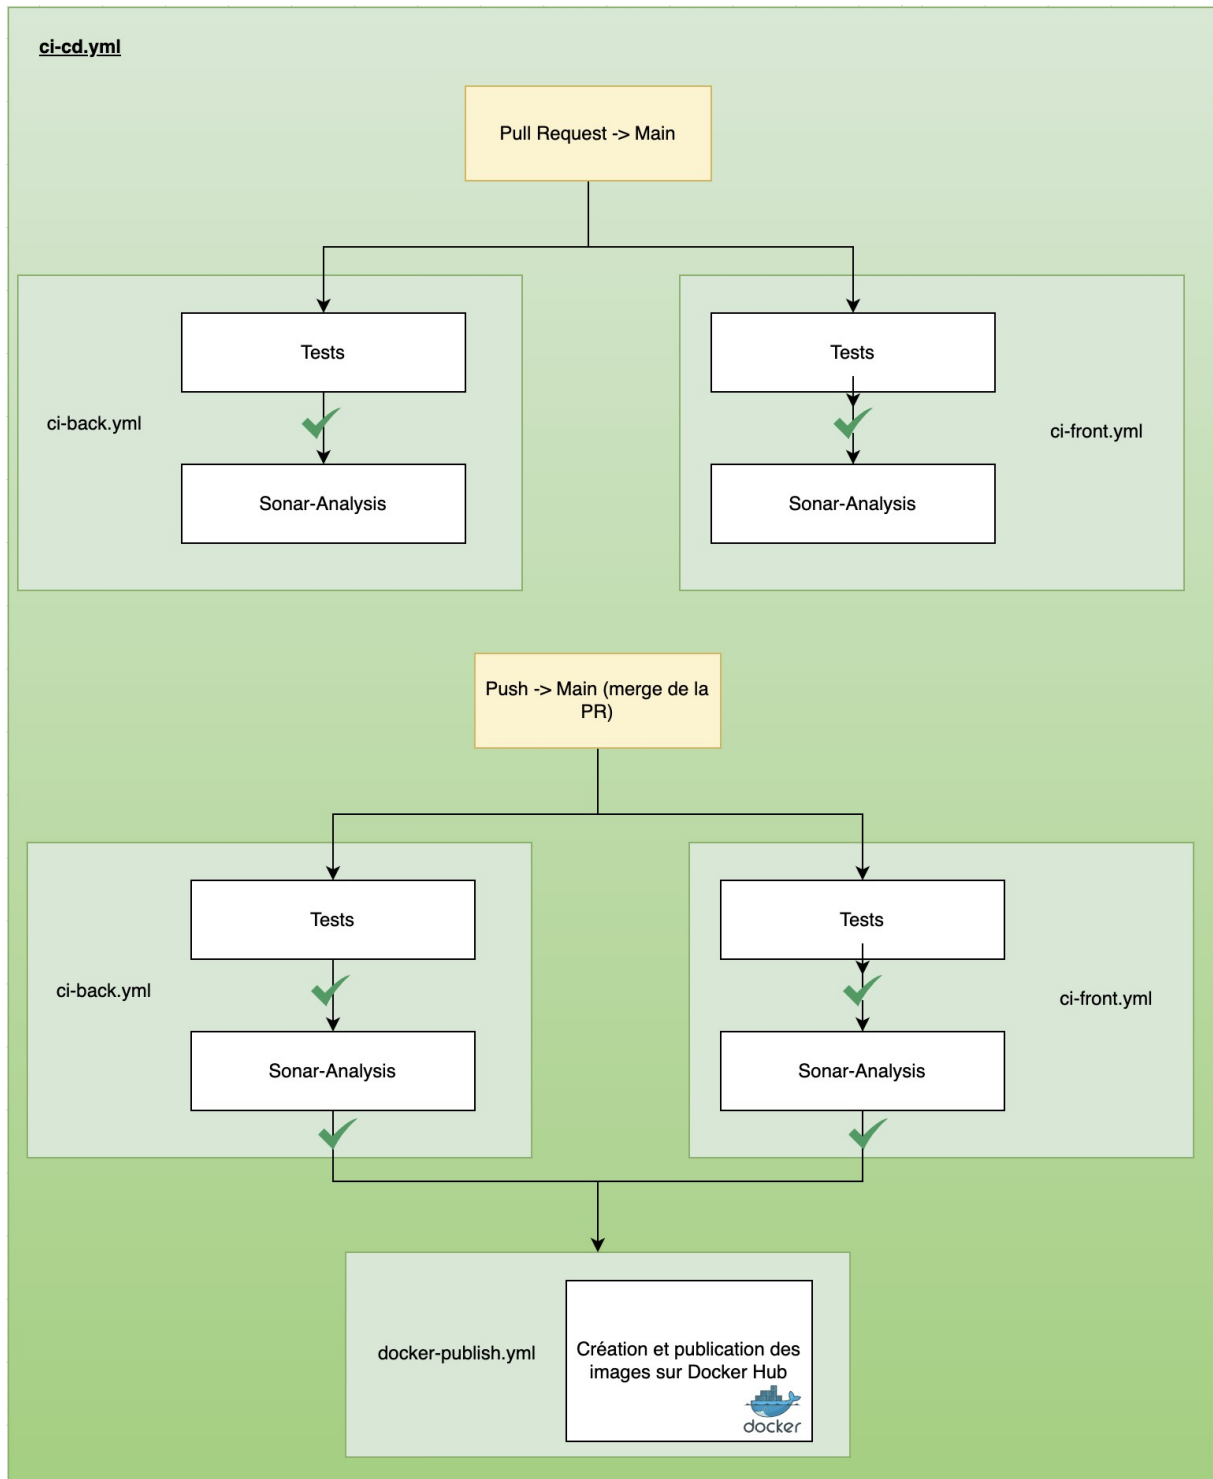 ci-cd.yml
Pull Request -> Main
Tests
Tests
ci-back.yml
ci-front.yml
Sonar-Analysis
Sonar-Analysis
Push -> Main (merge de la
PR)
Tests
Tests
ci-back.yml
ci-front.yml
Sonar-Analysis
Sonar-Analysis
docker-publish.yml
Création et publication des
images sur Docker Hub
docker